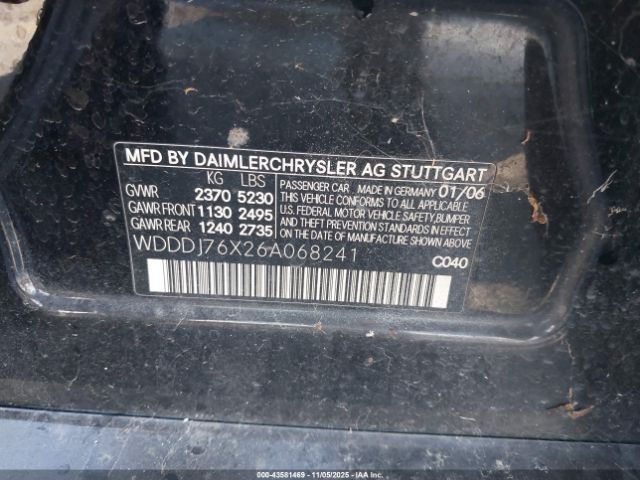 MFD BY DAIMLERCHRYSLER AG STUTTGART
KG LBS
GVWR 2370 5230
GAWR FRONT 1130 2495
GAWR REAR 1240 2735
PASSENGER CAR MADE IN GERMANY 01/06
THIS VEHICLE CONFORMS TO ALL APPLICABLE
U.S. FEDERAL MOTOR VEHICLE SAFETY, BUMPER
AND THEFT PREVENTION STANDARDS IN EFFECT
ON THE DATE OF MANUFACTURE SHOWN ABOVE.
WDDDJ76X26A068241
C040
000-43581469 11/05/2025 IAAI.COM